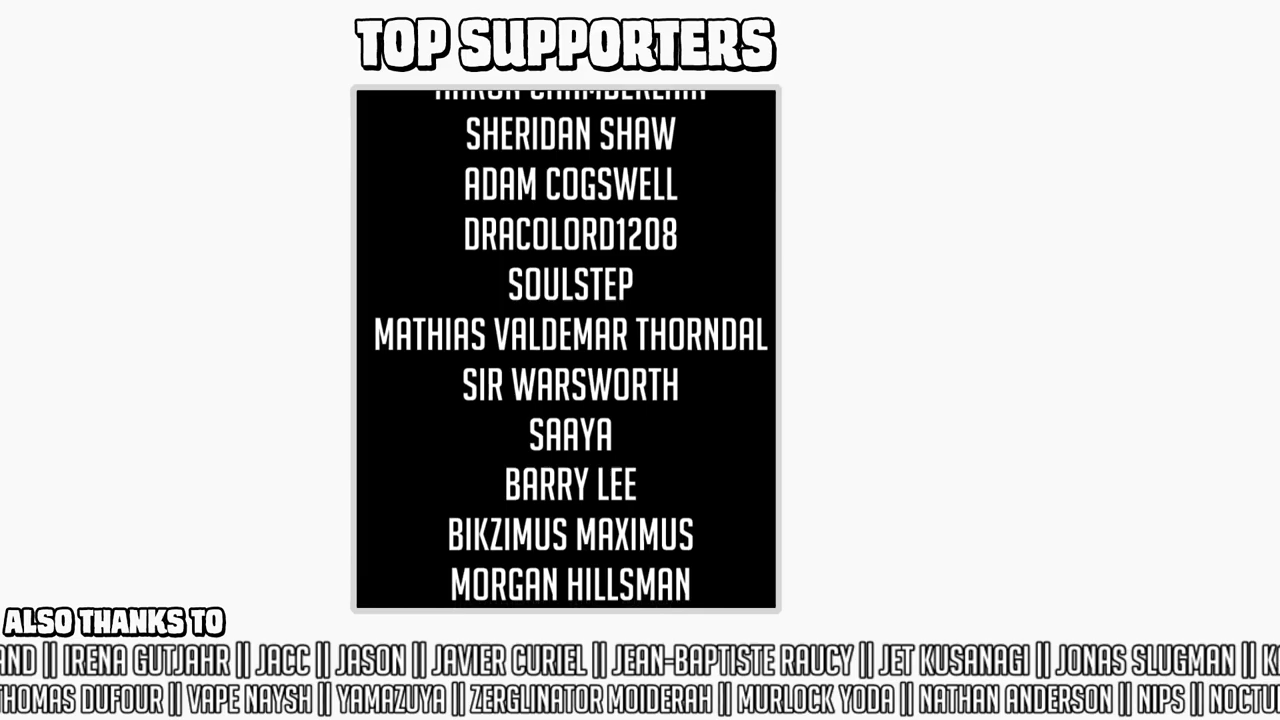 TOP SUPPORTERS
SHERIDAN SHAW
ADAM COGSWELL
DRACOLORD1208
SOULSTEP
MATHIAS VALDEMAR THORNDAL
SIR WARSWORTH
SAAYA
BARRY LEE
BIKZIMUS MAXIMUS
MORGAN HILLSMAN
ALSO THANKS TO
|| IRENA GUTJAHR || JACC || JASON || JAVIER CURIEL || JEAN-BAPTISTE RAUCY || JET KUSANAGI || JONAS SLUGMAN ||
THOMAS DUFOUR || VAPE NAYSH || YAMAZUYA || ZERGLINATOR MOIDERAH || MURLOCK YODA || NATHAN ANDERSON || NIPS ||